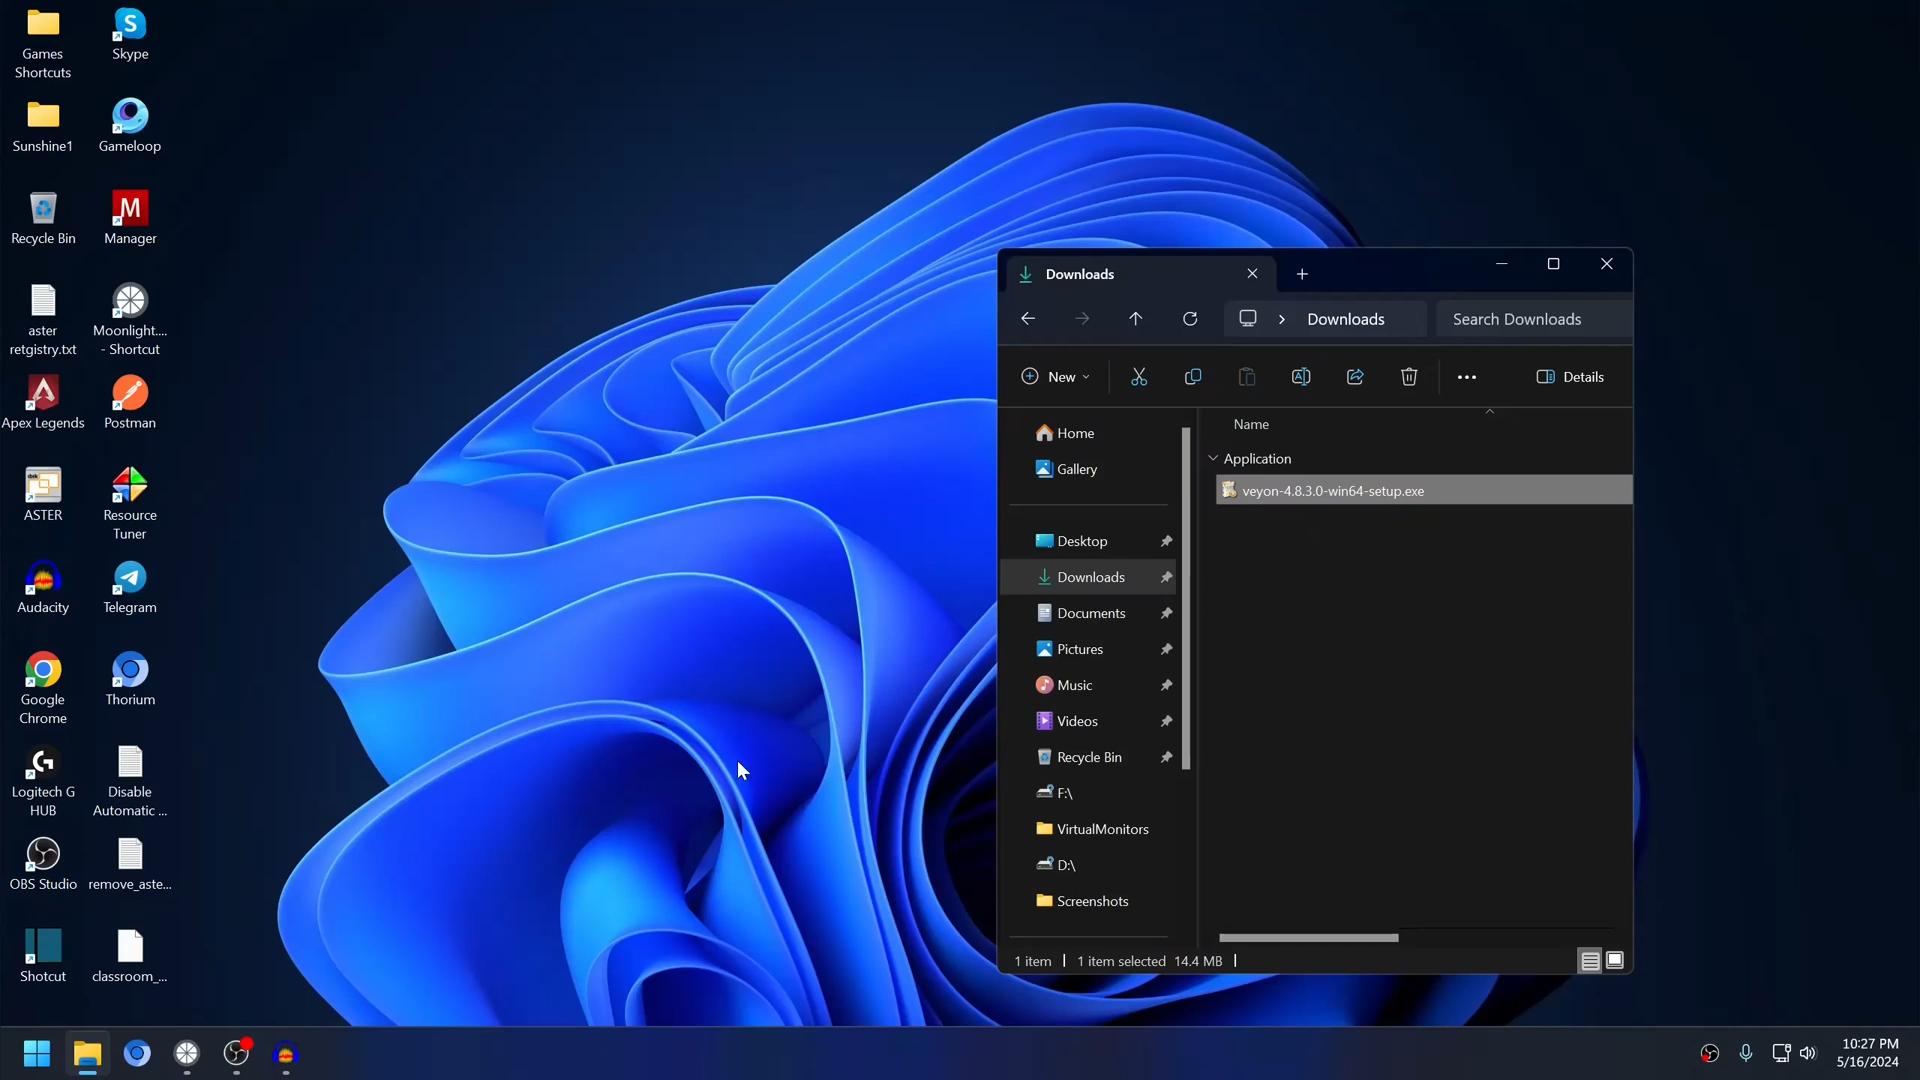 Games
Shortcuts
Skype
Sunshine1
Gameloop
Recycle Bin
Manager
aster
retgistry.txt
Moonlight....
- Shortcut
Apex Legends
Postman
ASTER
Resource
Tuner
Audacity
Telegram
Google
Chrome
Thorium
Logitech G
HUB
Disable
Automatic ...
OBS Studio
remove_aste...
Shotcut
classroom_...
Downloads
Downloads
Search Downloads
New
Details
Name
Application
veyon-4.8.3.0-win64-setup.exe
Home
Gallery
Desktop
Downloads
Documents
Pictures
Music
Videos
Recycle Bin
F:\
VirtualMonitors
D:\
Screenshots
1 item
1 item selected 14.4 MB
10:27 PM
5/16/2024